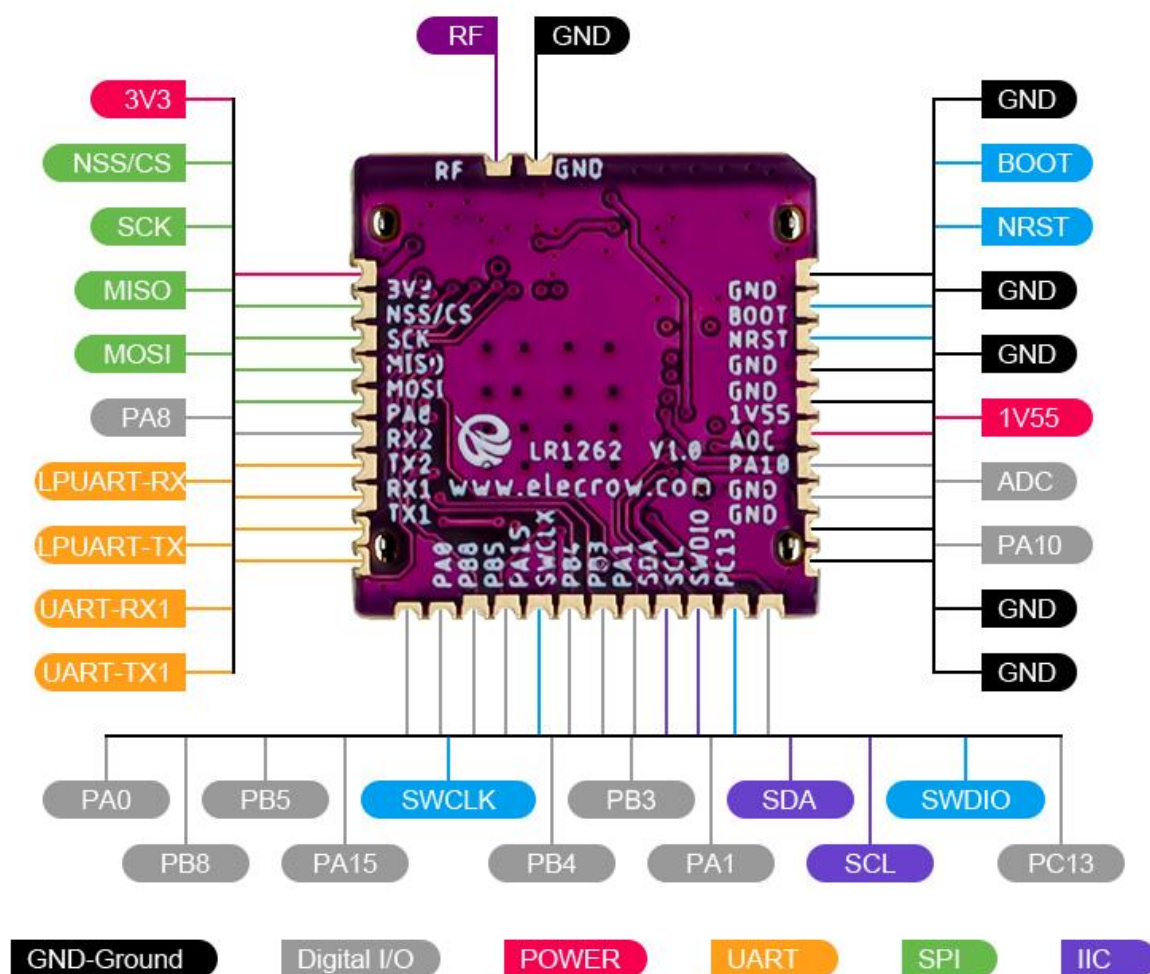 RF GND
3V3
NSS/CS
SCK
MISO
MOSI
PA8
LPUART-RX
LPUART-TX
UART-RX1
UART-TX1
RF GND
3V3
NSS/CS
SCK
MISO
MOSI
PA8
RX2
TX2
RX1
TX1
GND
BOOT
NRST
GND
GND
1V55
ADC
PA10
GND
GND
LR1262 V1.0
www.elecrow.com
PA0
PB8
PB5
PA15
SWCLK
PB4
PB3
PA1
SDA
SCL
SWDIO
PC13
GND
BOOT
NRST
GND
GND
1V55
ADC
PA10
GND
GND
PA0 PB5 SWCLK PB3 SDA SWDIO
PB8 PA15 PB4 PA1 SCL PC13
GND-Ground Digital I/O POWER UART SPI IIC